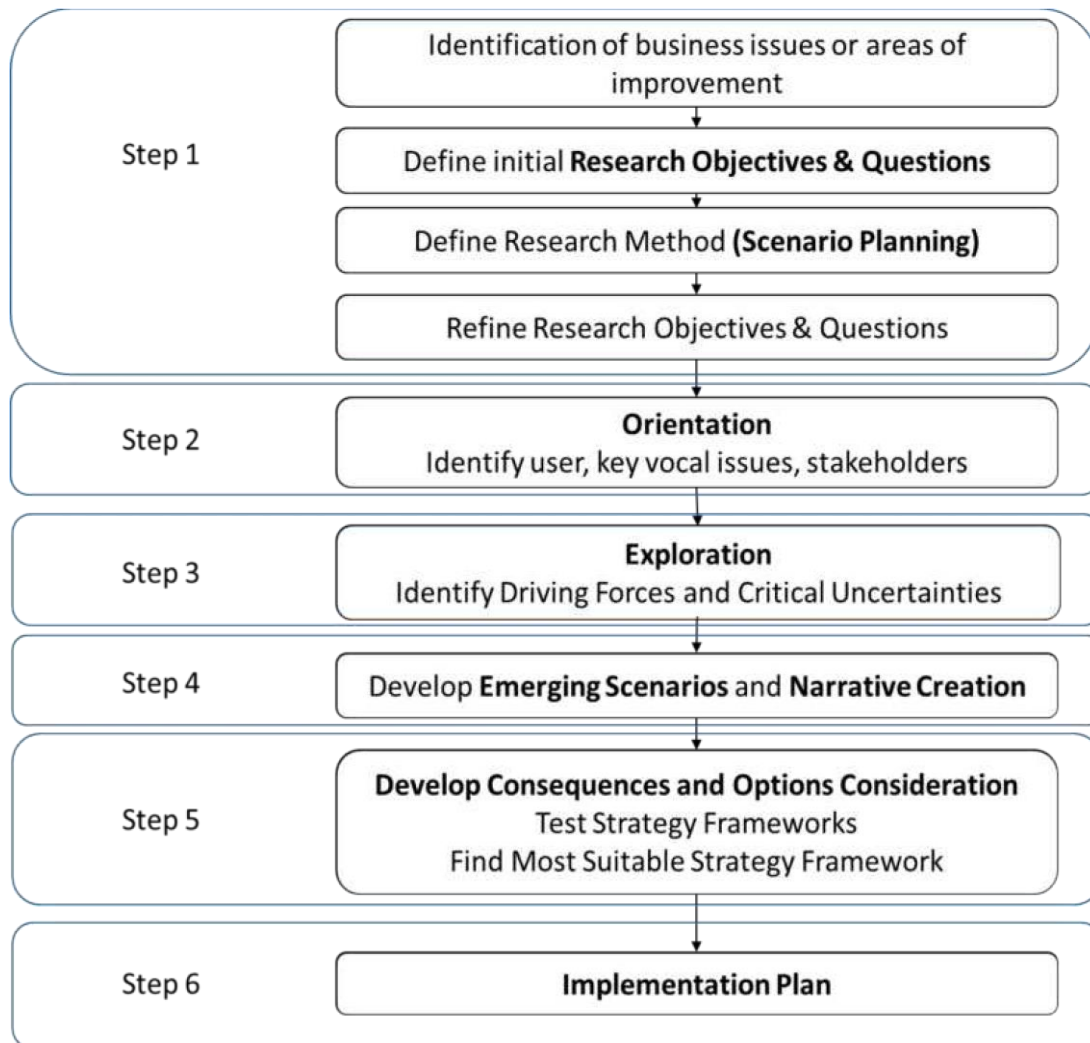 Step 1
Identification of business issues or areas of
improvement
Define initial Research Objectives & Questions
Define Research Method (Scenario Planning)
Refine Research Objectives & Questions
Step 2
Orientation
Identify user, key vocal issues, stakeholders
Step 3
Exploration
Identify Driving Forces and Critical Uncertainties
Step 4
Develop Emerging Scenarios and Narrative Creation
Step 5
Develop Consequences and Options Consideration
Test Strategy Frameworks
Find Most Suitable Strategy Framework
Step 6
Implementation Plan